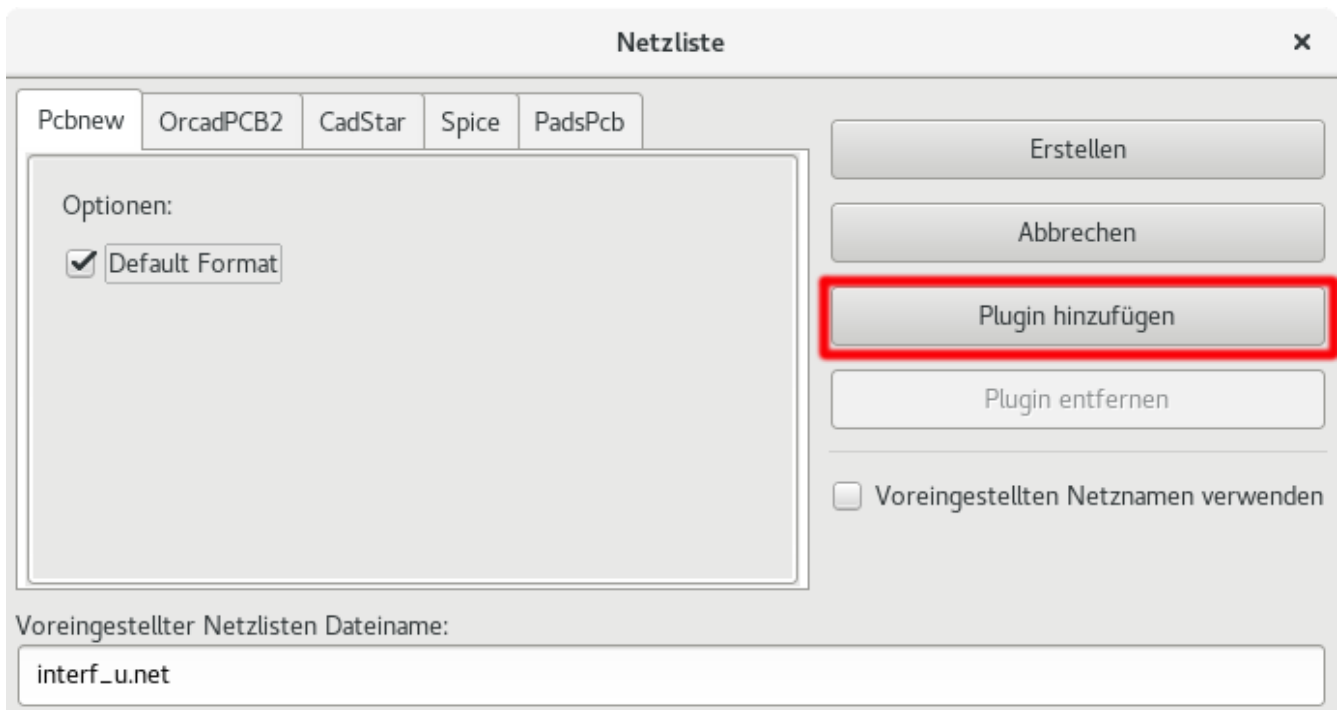 Netzliste
Pcbnew OrcadPCB2 CadStar Spice PadsPcb
Erstellen
Optionen:
Abbrechen
Default Format
Plugin hinzufügen
Plugin entfernen
Voreingestellten Netznamen verwenden
Voreingestellter Netzlisten Dateiname:
interf_u.net